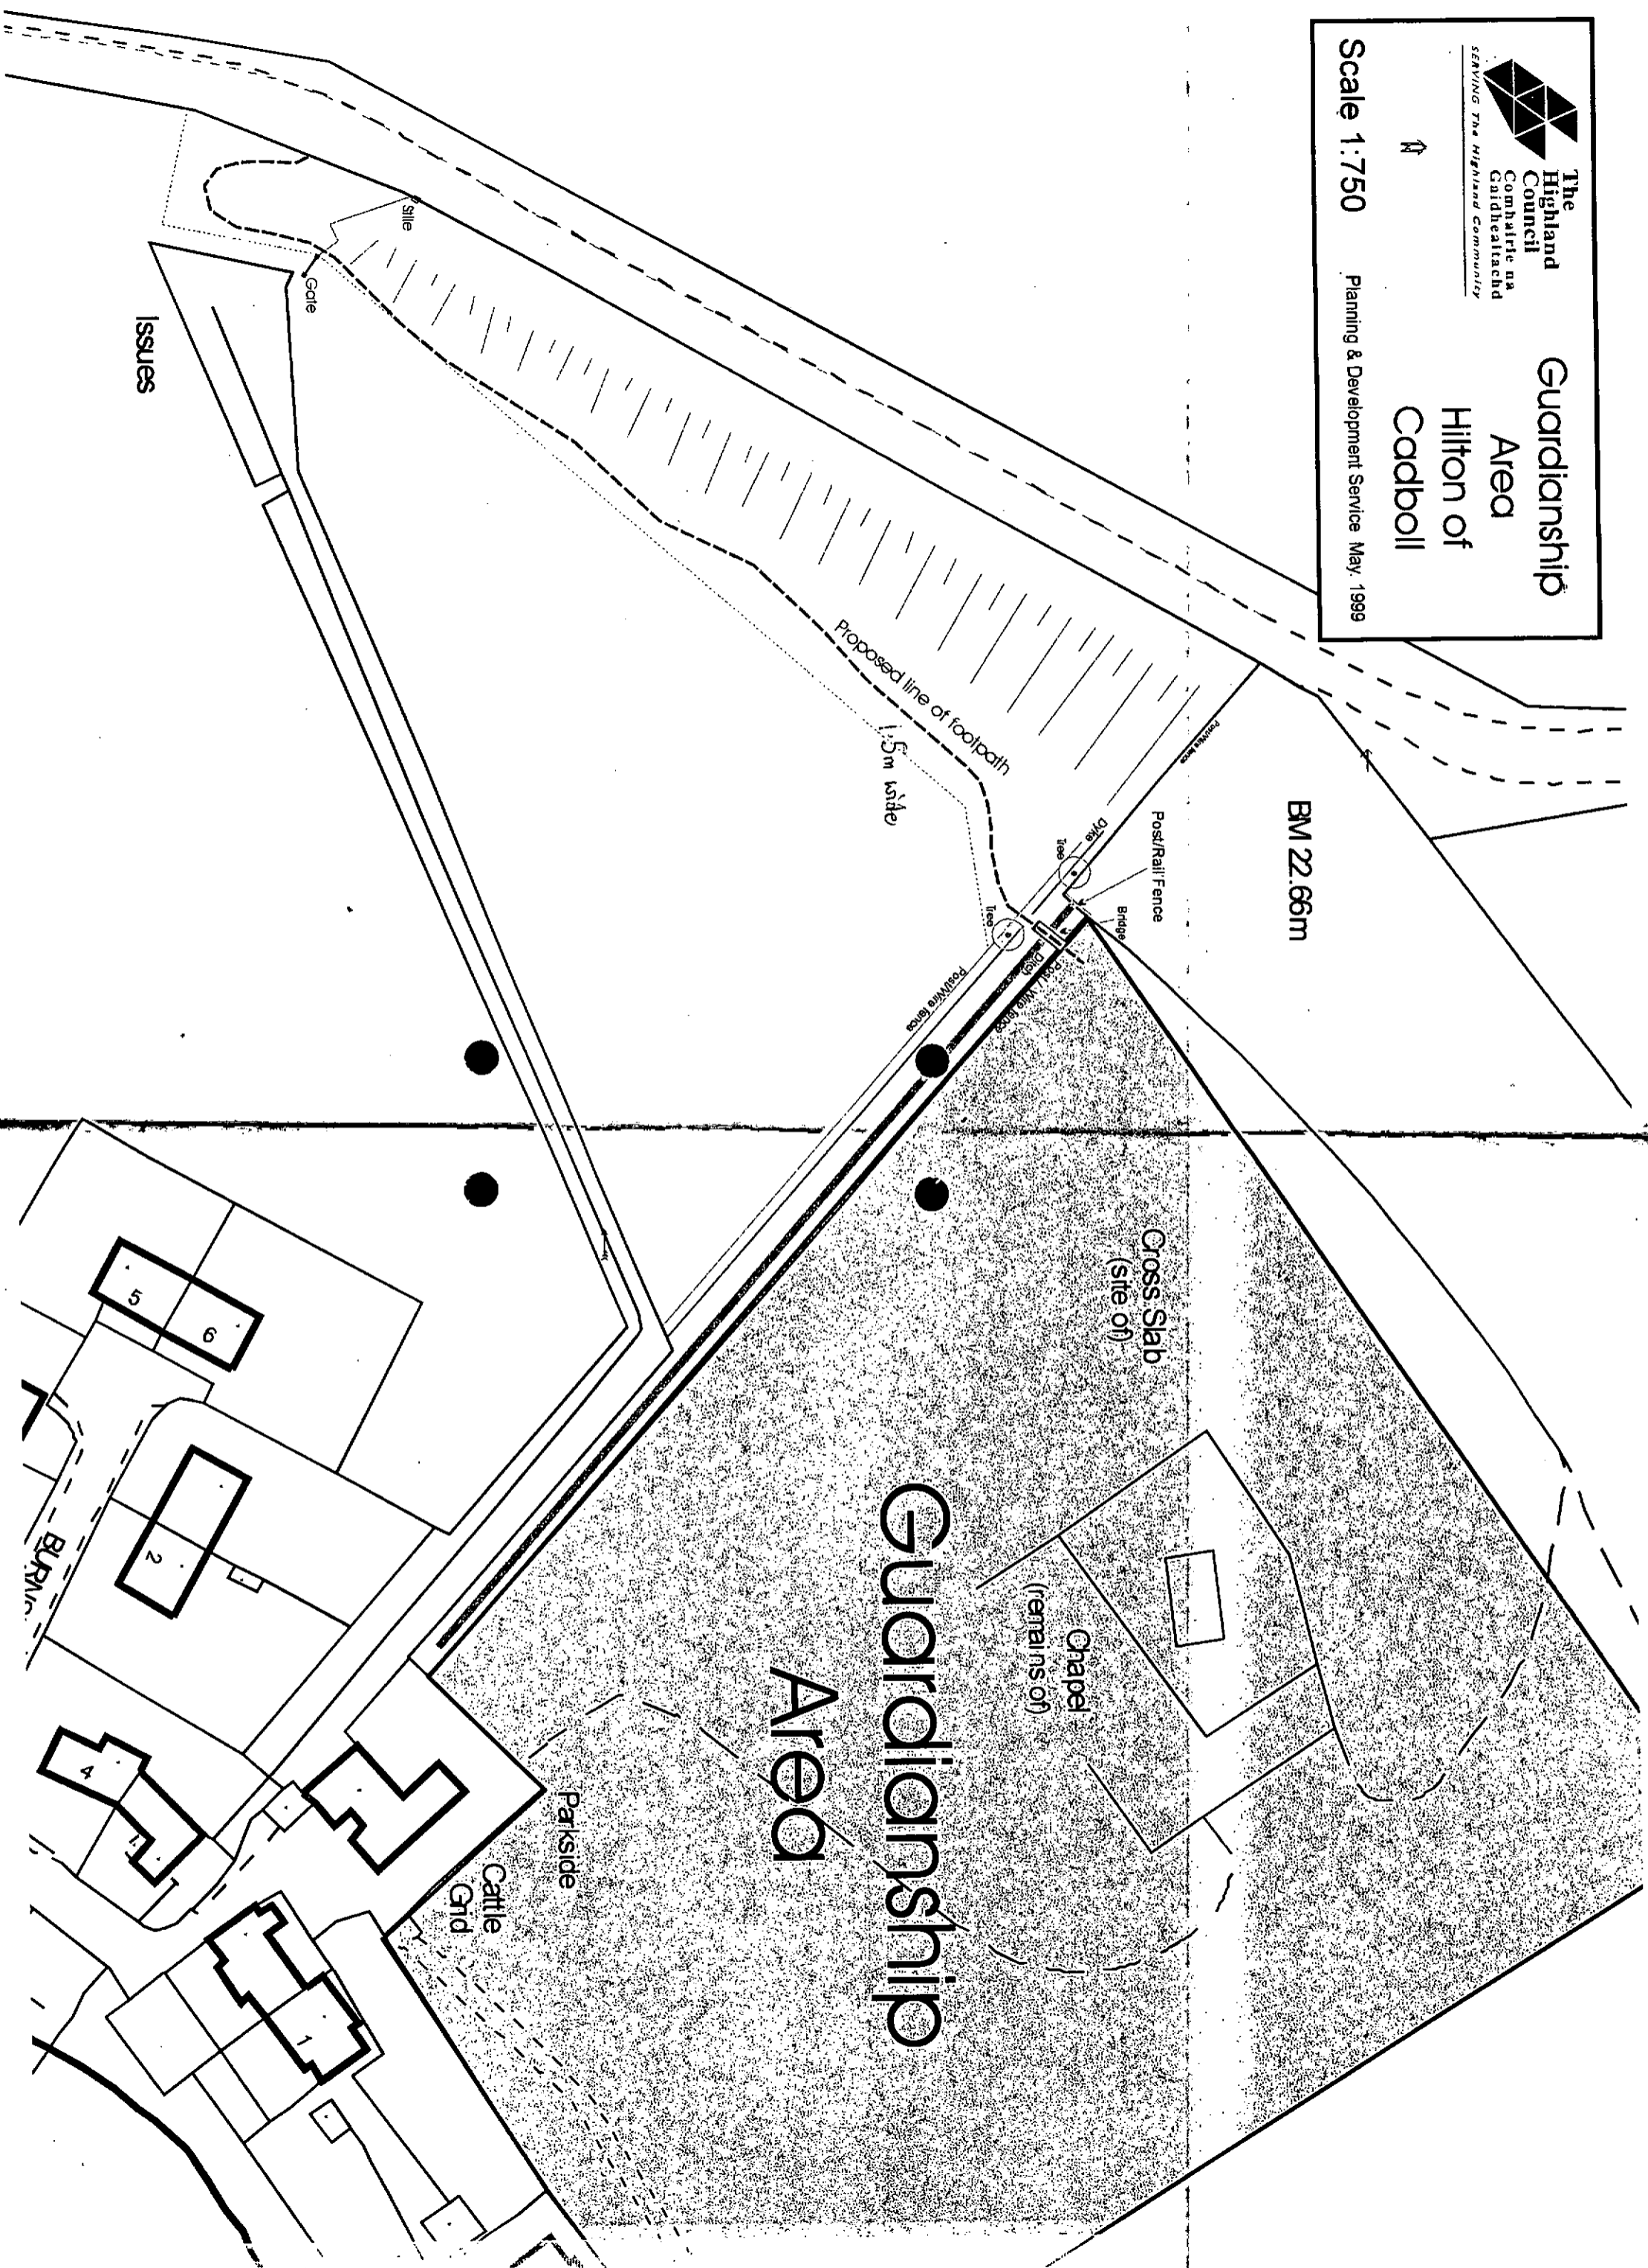 The
Highland
Council
Comhairle na
Gaidhealtachd
SERVING The Highland Community
Guardianship
Area
Hilton of
Cadboll
Scale 1:750
Planning & Development Service May. 1999
BM 22.66m
Post/Wire fence
Post/Rail Fence
Bridge
Dyke
Tree
Tree
Ditch
Post / Wire fence
Post/Wire fence
Stile
Gate
Proposed line of footpath
1.5m wide
Issues
Cross Slab
(site of)
Chapel
(remains of)
Guardianship
Area
Parkside
Cattle
Grid
5
6
2
4
1